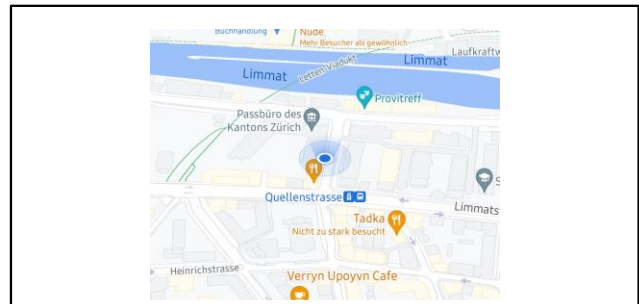 Buchhandlung
Nude
Mehr Besucher als gewöhnlich
Laufkraftw
Limmat
Letten-Viadukt
Limmat
Provitreff
Passbüro des
Kantons Zürich
Quellenstrasse
S
Limmats
Tadka
Nicht zu stark besucht
Heinrichstrasse
Verryn Upoyvn Cafe